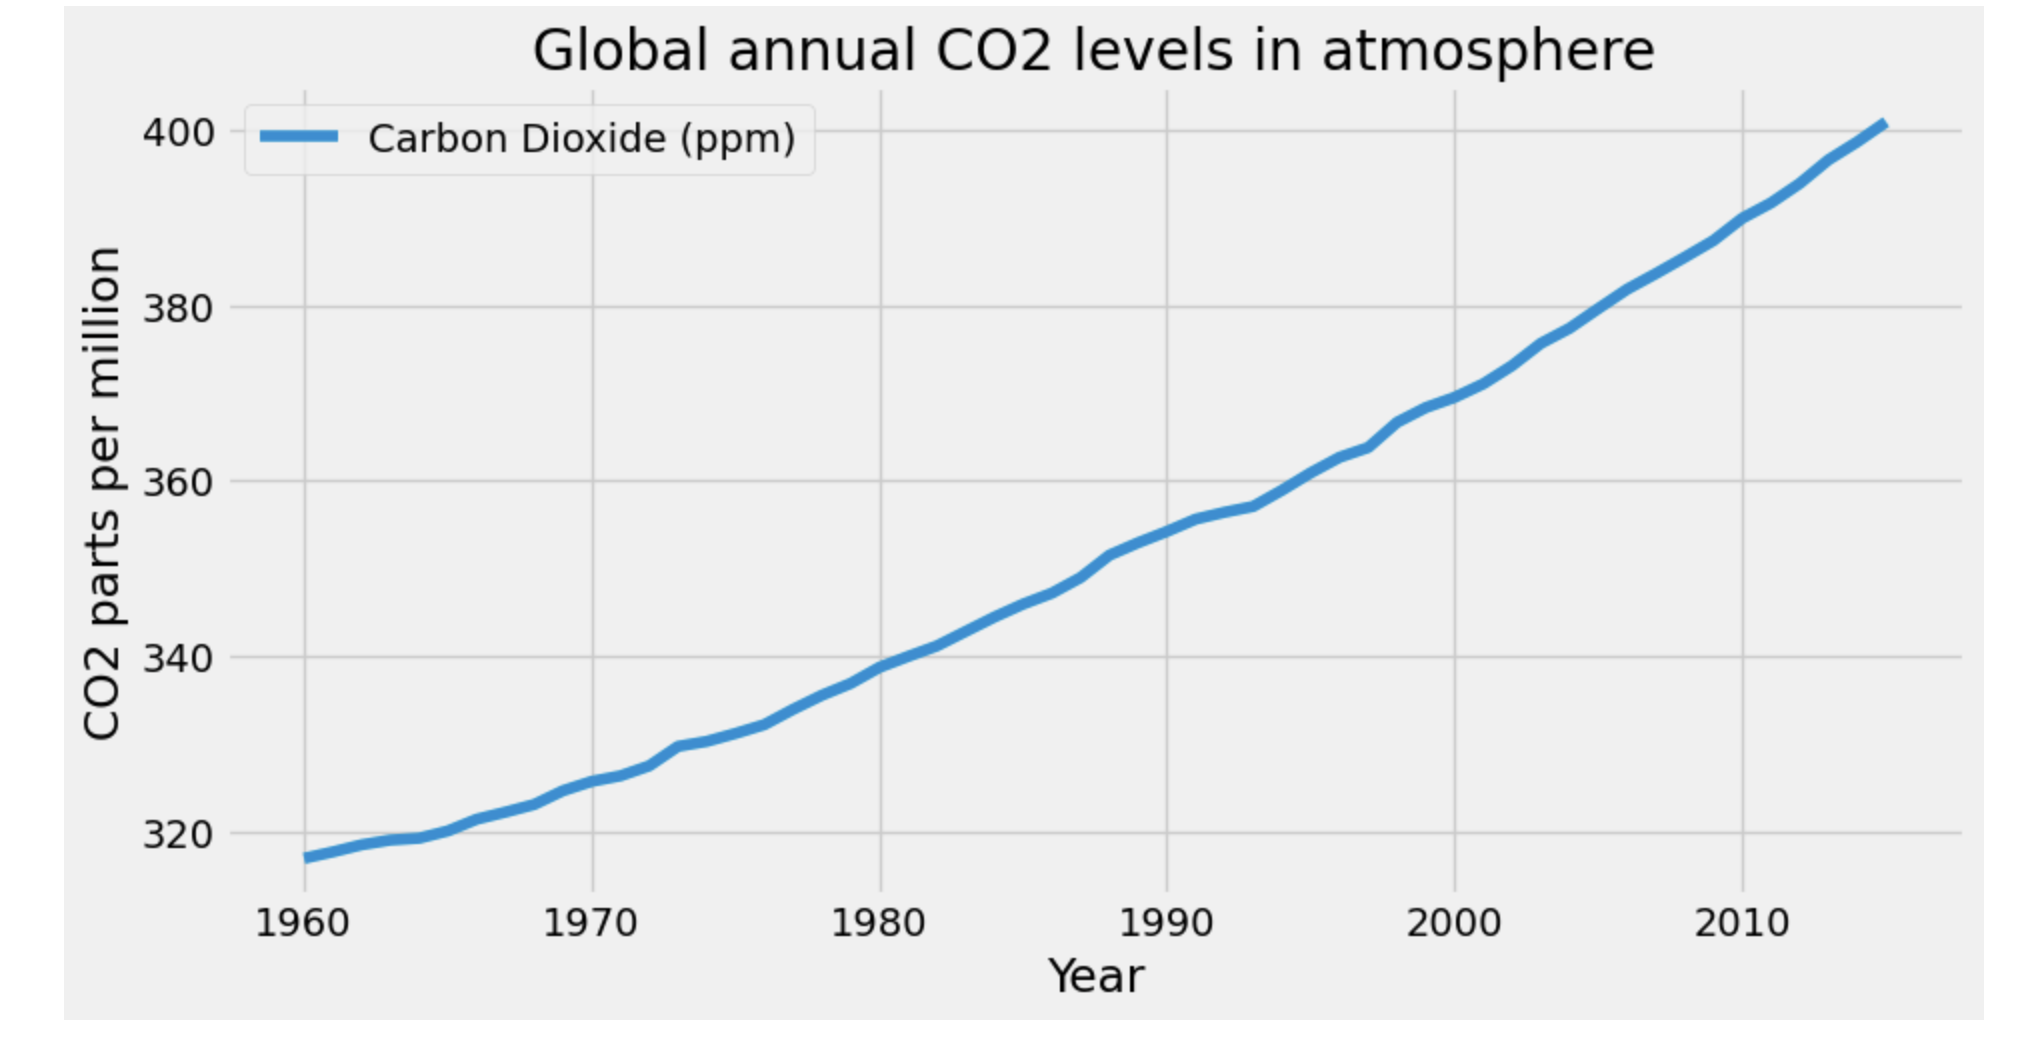 Global annual CO2 levels in atmosphere
Carbon Dioxide (ppm)
CO2 parts per million
400
380
360
340
320
1960 1970 1980 1990 2000 2010
Year